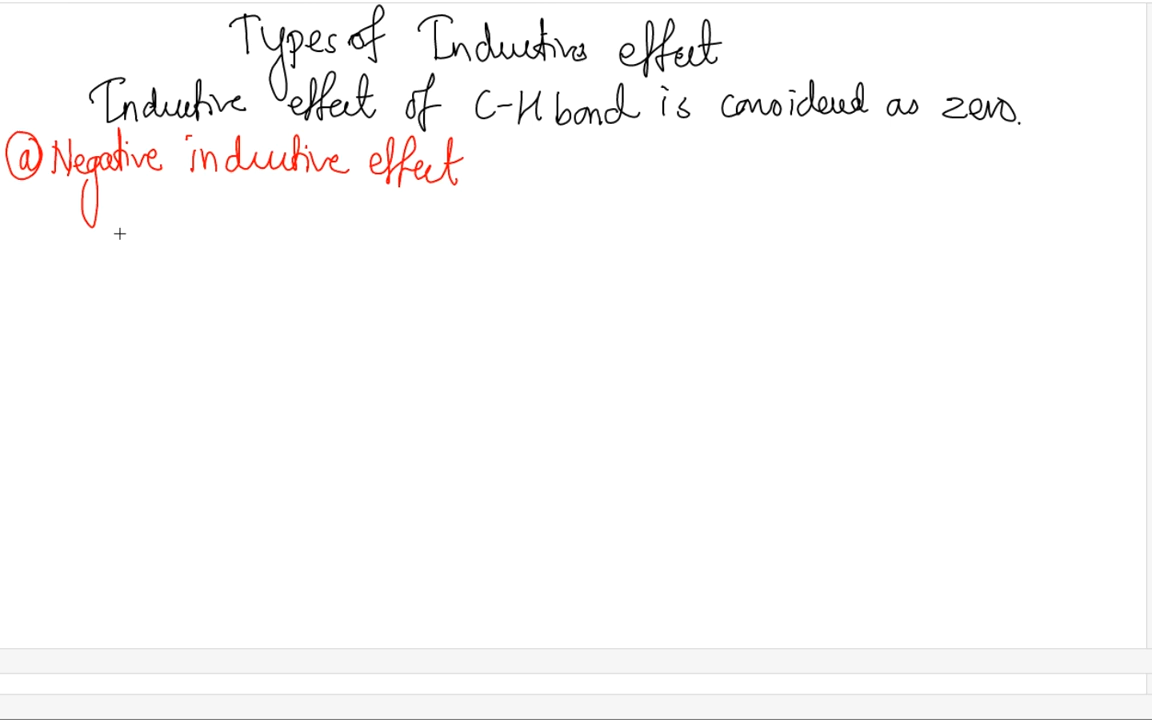 Types of Inductive effect
Inductive effect of C-H bond is considered as zero.
ⓐ Negative inductive effect